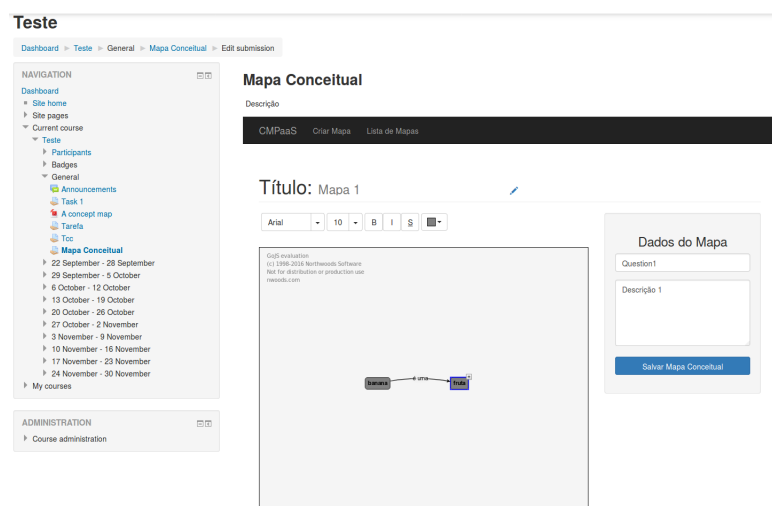 Teste
Dashboard Teste General Mapa Conceitual Edit submission
NAVIGATION
Dashboard
Site home
Site pages
Current course
Teste
Participants
Badges
General
Announcements
Task 1
A concept map
Tarefa
Tcc
Mapa Conceitual
22 September - 28 September
29 September - 5 October
6 October - 12 October
13 October - 19 October
20 October - 26 October
27 October - 2 November
3 November - 9 November
10 November - 16 November
17 November - 23 November
24 November - 30 November
My courses
ADMINISTRATION
Course administration
Mapa Conceitual
Descrição
CMPaaS Criar Mapa Lista de Mapas
Título: Mapa 1
Arial 10 B I S
GoJS evaluation
(c) 1998-2016 Northwoods Software
Not for distribution or production use
nwoods.com
banana é uma fruta
Dados do Mapa
Question1
Descrição 1
Salvar Mapa Conceitual